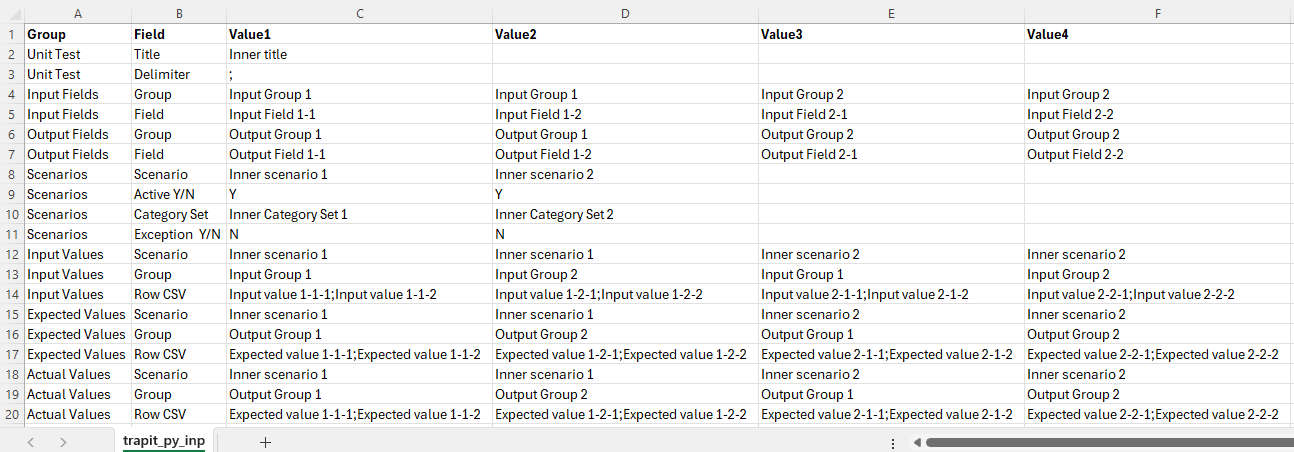 A B C D E F
1 Group Field Value1 Value2 Value3 Value4
2 Unit Test Title Inner title
3 Unit Test Delimiter ;
4 Input Fields Group Input Group 1 Input Group 1 Input Group 2 Input Group 2
5 Input Fields Field Input Field 1-1 Input Field 1-2 Input Field 2-1 Input Field 2-2
6 Output Fields Group Output Group 1 Output Group 1 Output Group 2 Output Group 2
7 Output Fields Field Output Field 1-1 Output Field 1-2 Output Field 2-1 Output Field 2-2
8 Scenarios Scenario Inner scenario 1 Inner scenario 2
9 Scenarios Active Y/N Y Y
10 Scenarios Category Set Inner Category Set 1 Inner Category Set 2
11 Scenarios Exception Y/N N N
12 Input Values Scenario Inner scenario 1 Inner scenario 1 Inner scenario 2 Inner scenario 2
13 Input Values Group Input Group 1 Input Group 2 Input Group 1 Input Group 2
14 Input Values Row CSV Input value 1-1-1;Input value 1-1-2 Input value 1-2-1;Input value 1-2-2 Input value 2-1-1;Input value 2-1-2 Input value 2-2-1;Input value 2-2-2
15 Expected Values Scenario Inner scenario 1 Inner scenario 1 Inner scenario 2 Inner scenario 2
16 Expected Values Group Output Group 1 Output Group 2 Output Group 1 Output Group 2
17 Expected Values Row CSV Expected value 1-1-1;Expected value 1-1-2 Expected value 1-2-1;Expected value 1-2-2 Expected value 2-1-1;Expected value 2-1-2 Expected value 2-2-1;Expected value 2-2-2
18 Actual Values Scenario Inner scenario 1 Inner scenario 1 Inner scenario 2 Inner scenario 2
19 Actual Values Group Output Group 1 Output Group 2 Output Group 1 Output Group 2
20 Actual Values Row CSV Expected value 1-1-1;Expected value 1-1-2 Expected value 1-2-1;Expected value 1-2-2 Expected value 2-1-1;Expected value 2-1-2 Expected value 2-2-1;Expected value 2-2-2
trapit_py_inp